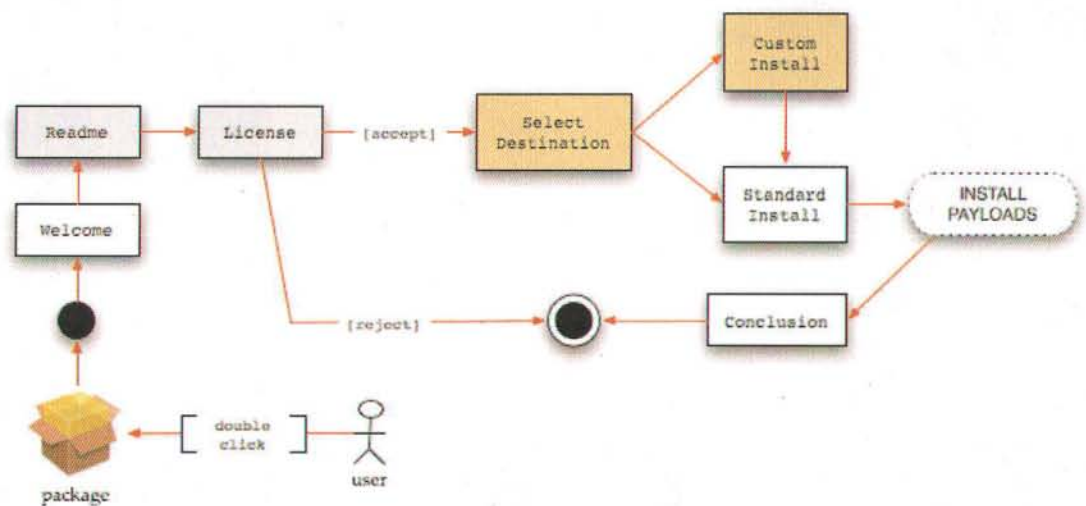 Custom
Install
Readme
License
[accept]
Select
Destination
Standard
Install
INSTALL
PAYLOADS
Welcome
[reject]
Conclusion
double
click
package
user